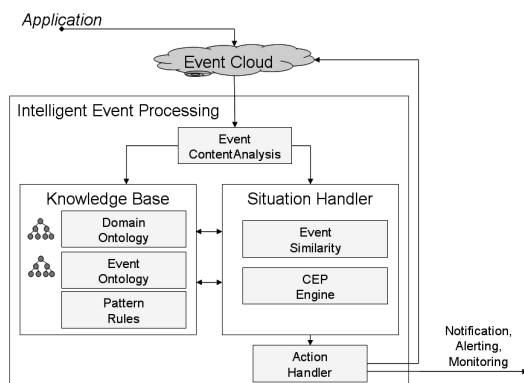 Application
Event Cloud
Intelligent Event Processing
Event
ContentAnalysis
Knowledge Base
Domain
Ontology
Event
Ontology
Pattern
Rules
Situation Handler
Event
Similarity
CEP
Engine
Action
Handler
Notification,
Alerting,
Monitoring